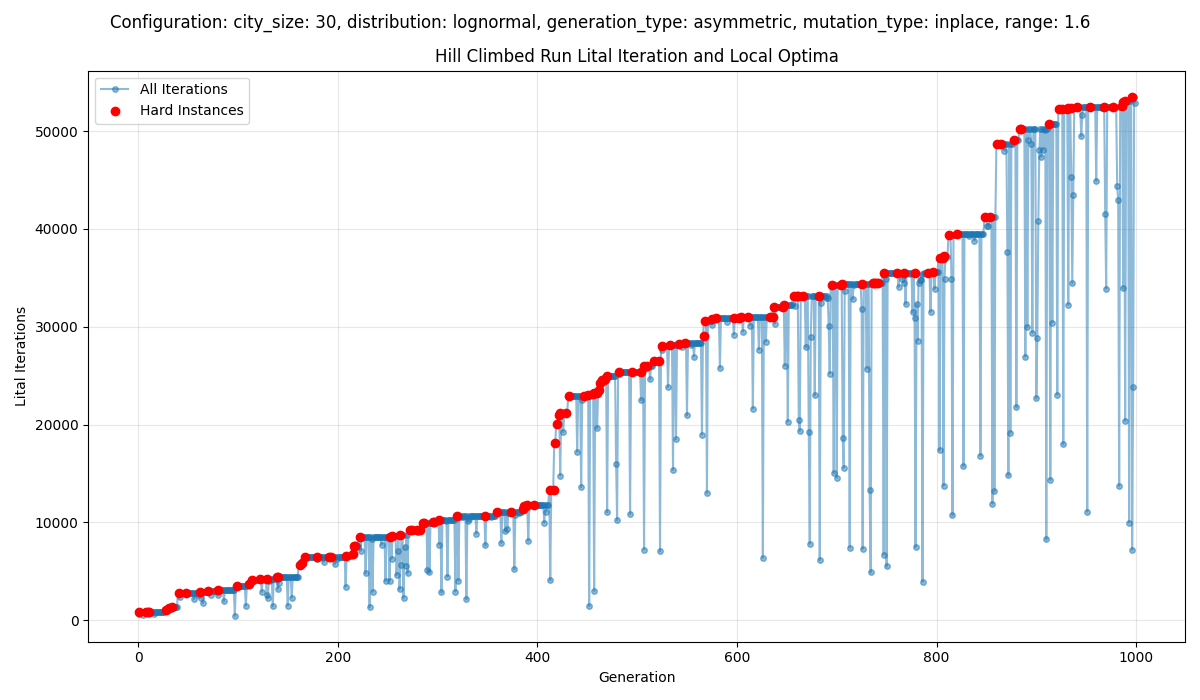 Configuration: city_size: 30, distribution: lognormal, generation_type: asymmetric, mutation_type: inplace, range: 1.6
Hill Climbed Run Lital Iteration and Local Optima
All Iterations
Hard Instances
50000
40000
30000
20000
10000
0
Lital Iterations
0 200 400 600 800 1000
Generation